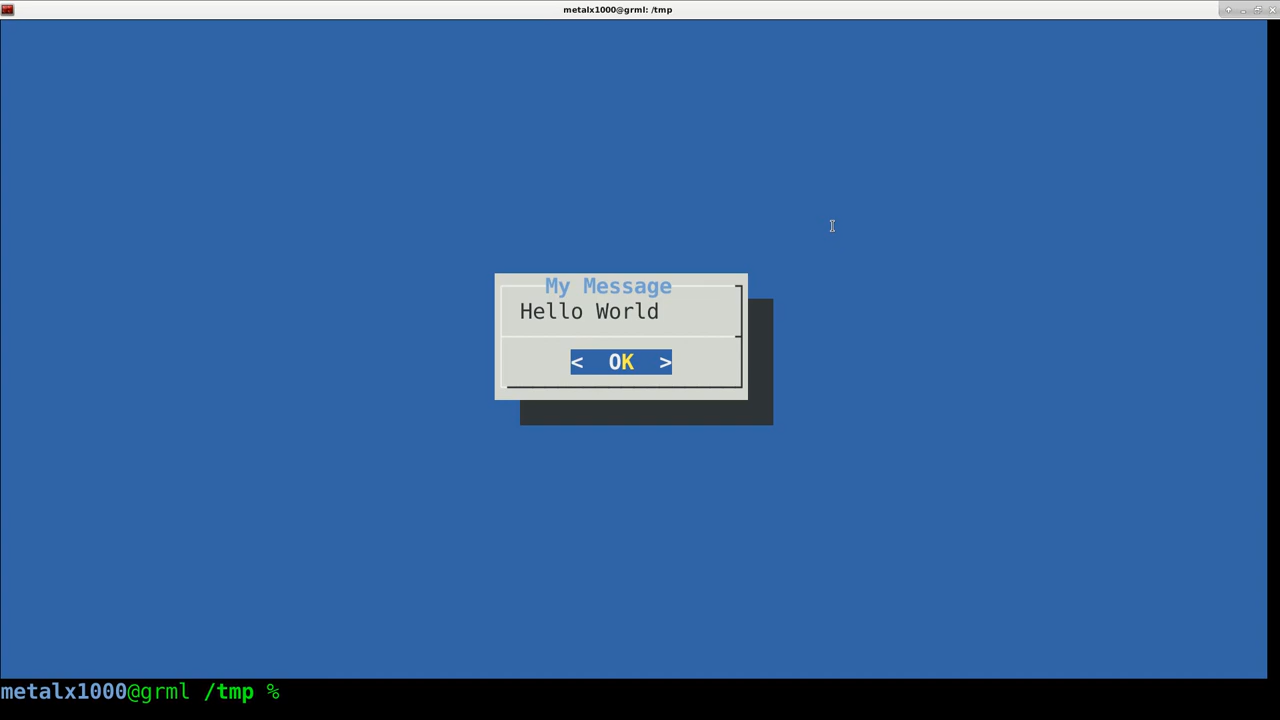 metalx1000@grml: /tmp
My Message
Hello World
<  OK  >
metalx1000@grml /tmp %